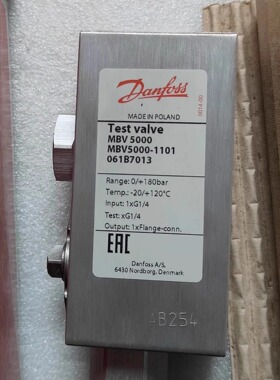 Danfoss
MADE IN POLAND
Test valve
MBV 5000
MBV5000-1101
061B7013
Range: 0/+180bar
Temp.: -20/+120°C
Input: 1xG1/4
Test: xG1/4
Output: 1xFlange-conn.
EAC
Danfoss A/S,
6430 Nordborg, Denmark
AB254